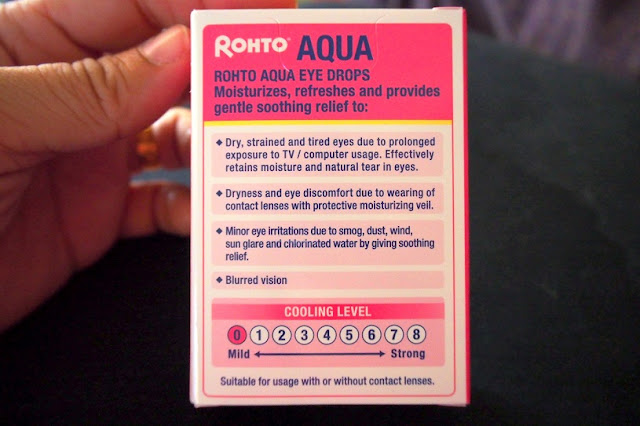 ROHTO® AQUA
ROHTO AQUA EYE DROPS
Moisturizes, refreshes and provides
gentle soothing relief to:
❖ Dry, strained and tired eyes due to prolonged
exposure to TV / computer usage. Effectively
retains moisture and natural tear in eyes.
❖ Dryness and eye discomfort due to wearing of
contact lenses with protective moisturizing veil.
❖ Minor eye irritations due to smog, dust, wind,
sun glare and chlorinated water by giving soothing
relief.
❖ Blurred vision
COOLING LEVEL
0 1 2 3 4 5 6 7 8
Mild Strong
Suitable for usage with or without contact lenses.